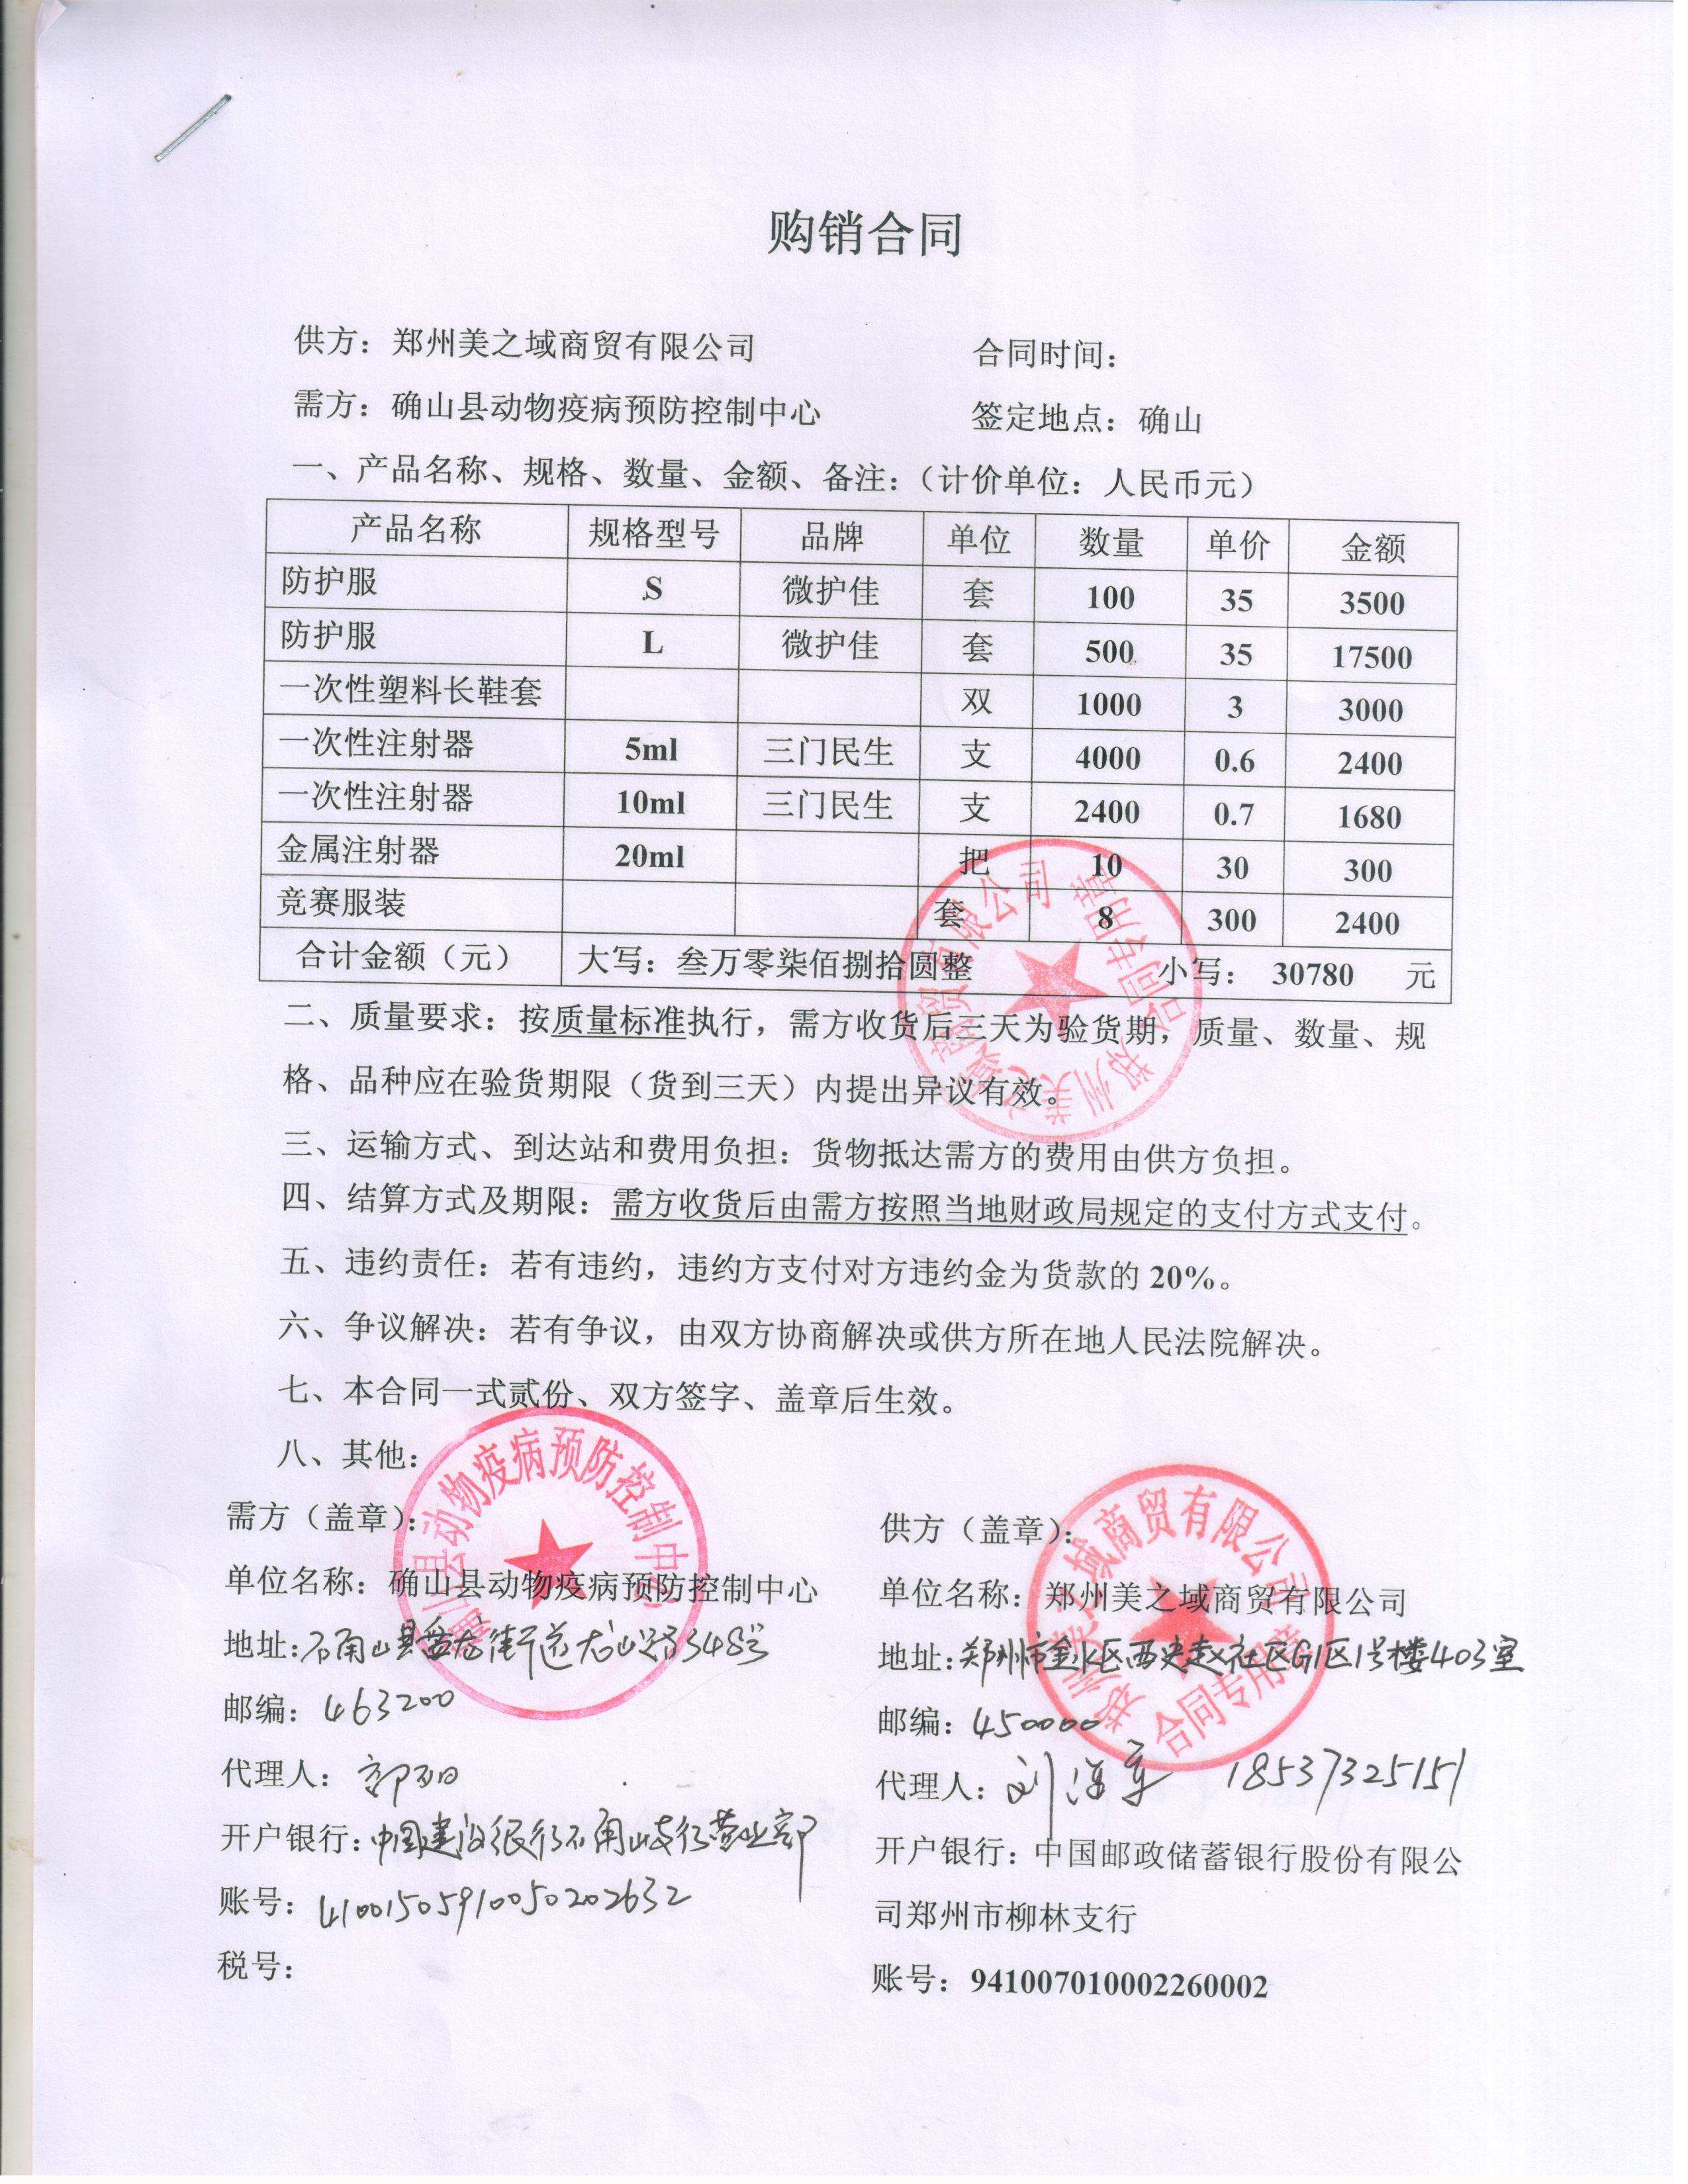 购销合同
供方：郑州美之域商贸有限公司 合同时间：
需方：确山县动物疫病预防控制中心 签定地点：确山
一、产品名称、规格、数量、金额、备注：（计价单位：人民币元）
产品名称 规格型号 品牌 单位 数量 单价 金额
防护服 S 微护佳 套 100 35 3500
防护服 L 微护佳 套 500 35 17500
一次性塑料长鞋套 双 1000 3 3000
一次性注射器 5ml 三门民生 支 4000 0.6 2400
一次性注射器 10ml 三门民生 支 2400 0.7 1680
金属注射器 20ml 把 10 30 300
竞赛服装 套 8 300 2400
合计金额（元） 大写：叁万零柒佰捌拾圆整 小写： 30780 元
郑州美之域商贸有限公司 合同专用章
二、质量要求：按质量标准执行，需方收货后三天为验货期，质量、数量、规
格、品种应在验货期限（货到三天）内提出异议有效。
三、运输方式、到达站和费用负担：货物抵达需方的费用由供方负担。
四、结算方式及期限：需方收货后由需方按照当地财政局规定的支付方式支付。
五、违约责任：若有违约，违约方支付对方违约金为货款的 20%。
六、争议解决：若有争议，由双方协商解决或供方所在地人民法院解决。
七、本合同一式贰份、双方签字、盖章后生效。
八、其他：
需方（盖章）：
确山县动物疫病预防控制中心
单位名称：确山县动物疫病预防控制中心
地址：确山县盘龙街道龙山路348号
邮编：463200
代理人：
开户银行：中国建设银行确山支行营业部
账号：41001505910050202632
税号：
供方（盖章）：
郑州美之域商贸有限公司
合同专用章
单位名称：郑州美之域商贸有限公司
地址：郑州市金水区西史赵社区G1区1号楼403室
邮编：450000
代理人：刘 18537325151
开户银行：中国邮政储蓄银行股份有限公
司郑州市柳林支行
账号：941007010002260002